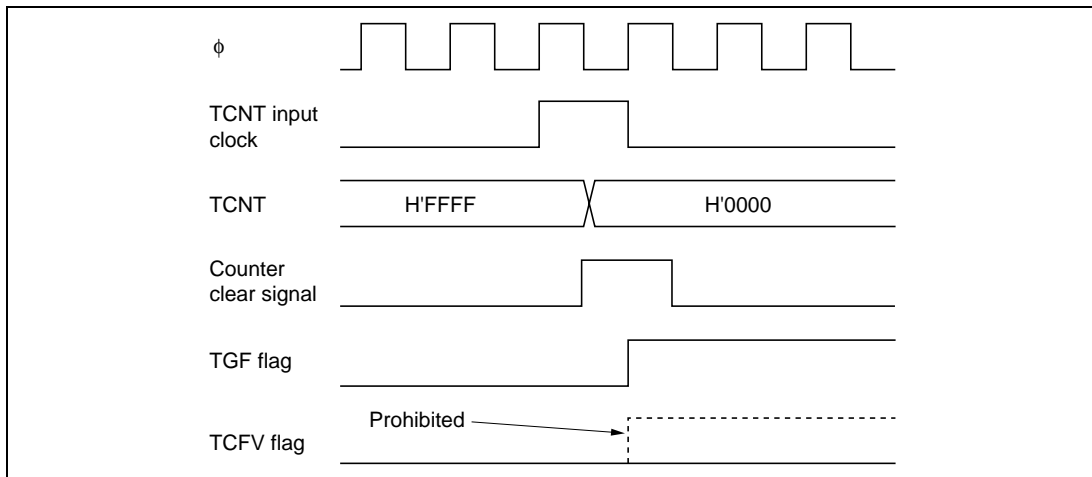 ϕ
TCNT input
clock
TCNT
H'FFFF
H'0000
Counter
clear signal
TGF flag
Prohibited
TCFV flag